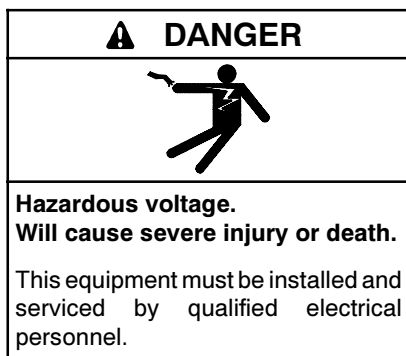 DANGER
Hazardous voltage.
Will cause severe injury or death.
This equipment must be installed and
serviced by qualified electrical
personnel.